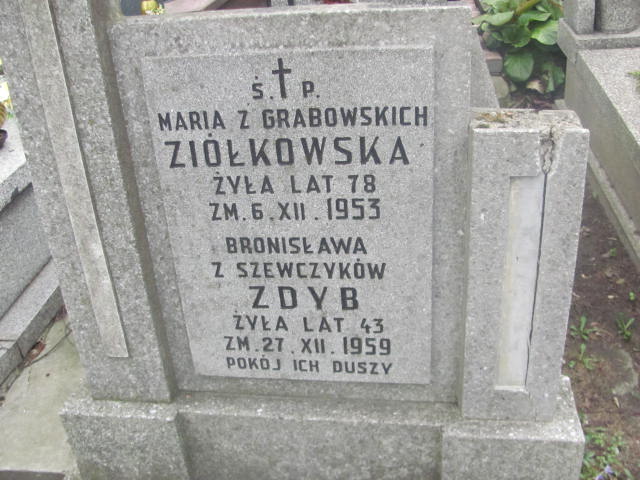 Ś. P.
MARIA Z GRABOWSKICH
ZIÓŁKOWSKA
ŻYŁA LAT 78
ZM. 6. XII. 1953
BRONISŁAWA
Z SZEWCZYKÓW
ZDYB
ŻYŁA LAT 43
ZM. 27. XII. 1959
POKÓJ ICH DUSZY